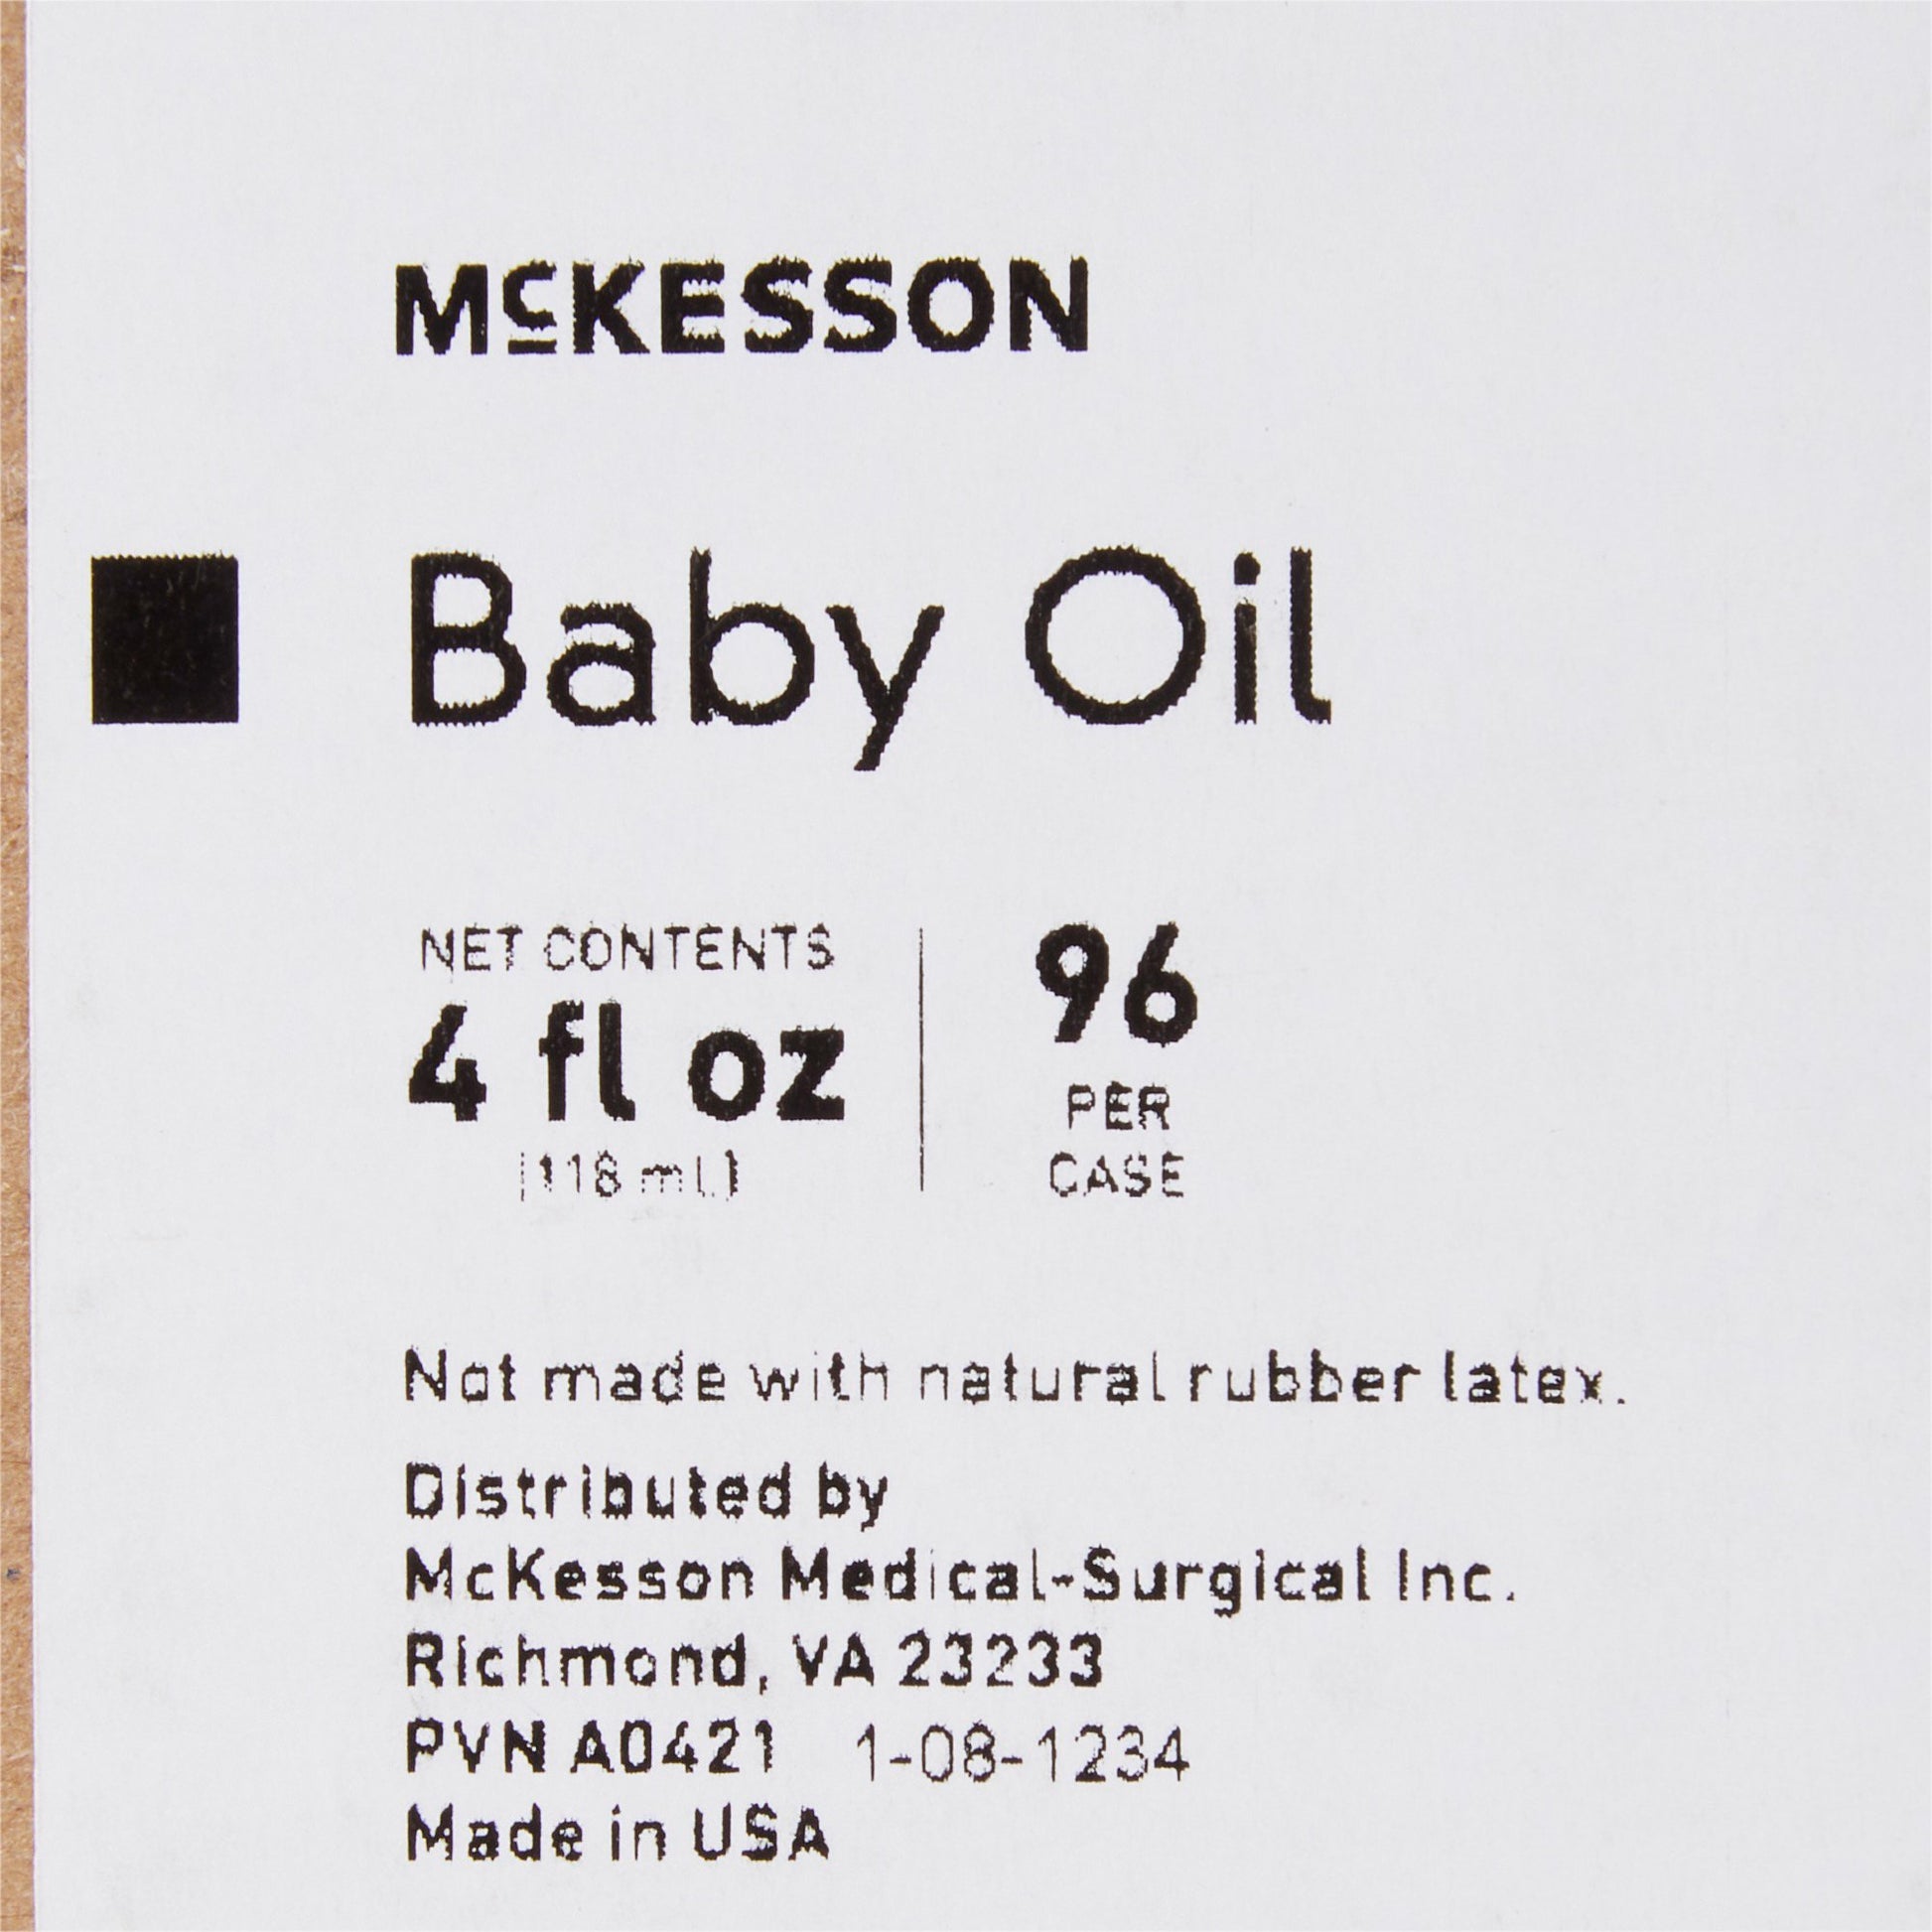 McKESSON
Baby Oil
NET CONTENTS
4 fl oz
(118 mL)
96
PER
CASE
Not made with natural rubber latex.
Distributed by
McKesson Medical-Surgical Inc.
Richmond, VA 23233
PVN A0421 1-08-1234
Made in USA